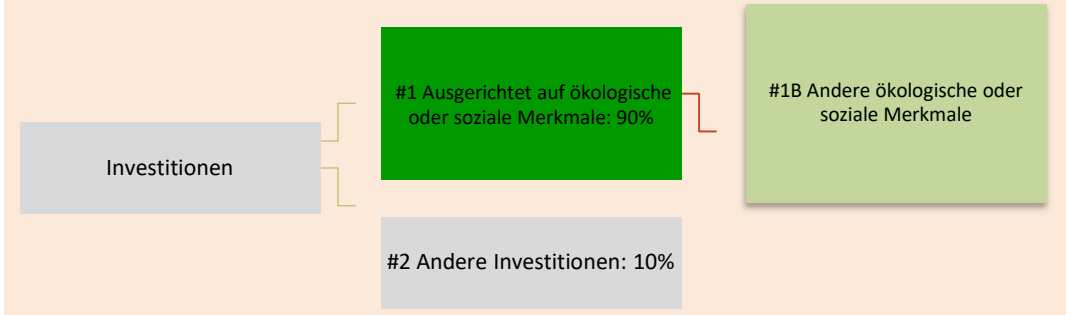 Investitionen
#1 Ausgerichtet auf ökologische
oder soziale Merkmale: 90%
#1B Andere ökologische oder
soziale Merkmale
#2 Andere Investitionen: 10%